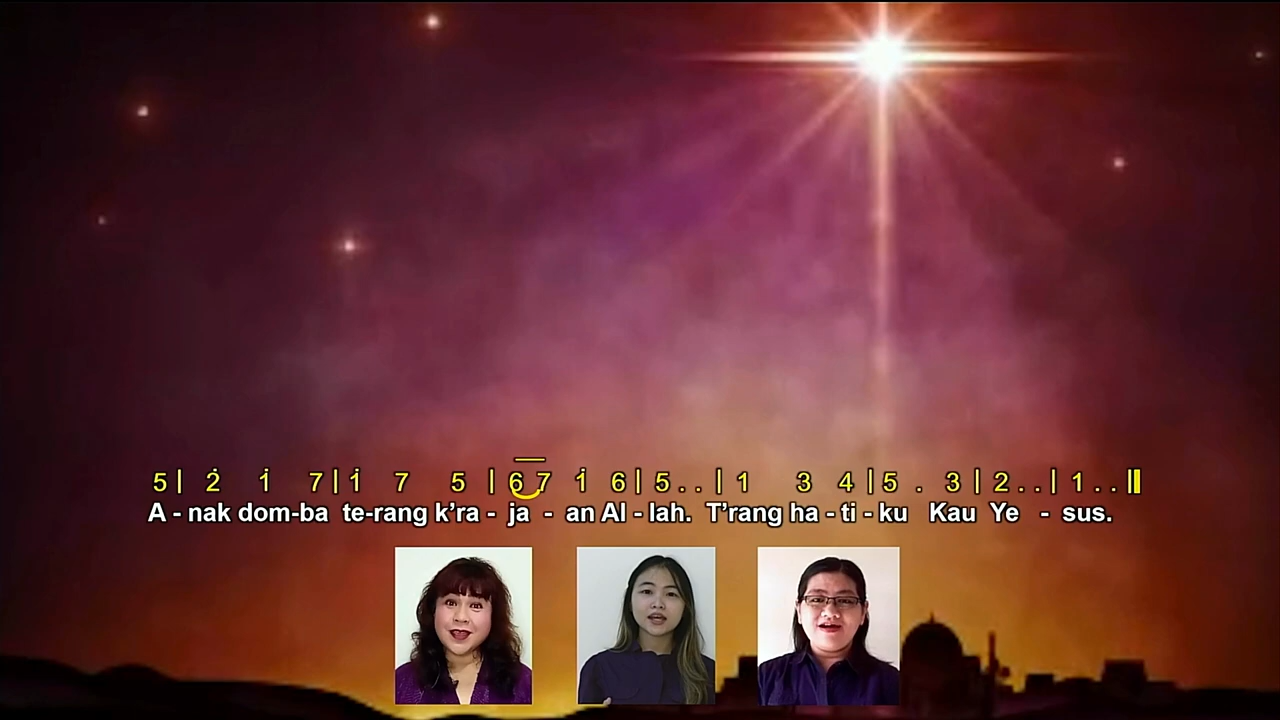 5 | 2̇ 1̇ 7 | 1̇ 7 5 | 6 7 1̇ 6 | 5 . . | 1 3 4 | 5 . 3 | 2 . . | 1 . . ||
A - nak dom-ba te-rang k’ra - ja - an Al - lah. T’rang ha - ti - ku Kau Ye - sus.